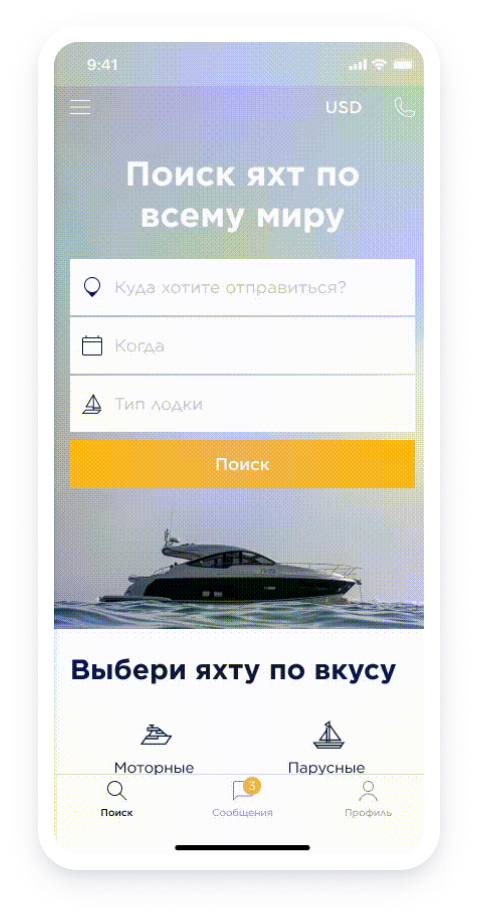 9:41
USD
Поиск яхт по
всему миру
Куда хотите отправиться?
Когда
Тип лодки
Поиск
Выбери яхту по вкусу
Моторные
Парусные
3
Поиск
Сообщения
Профиль